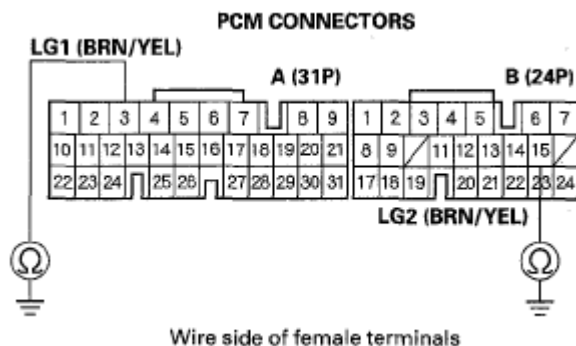 PCM CONNECTORS
LG1 (BRN/YEL)
A (31P) B (24P)
1 2 3 4 5 6 7 8 9 1 2 3 4 5 6 7
10 11 12 13 14 15 16 17 18 19 20 21 8 9 11 12 13 14 15
22 23 24 25 26 27 28 29 30 31 17 18 19 20 21 22 23 24
LG2 (BRN/YEL)
Ω Ω
Wire side of female terminals